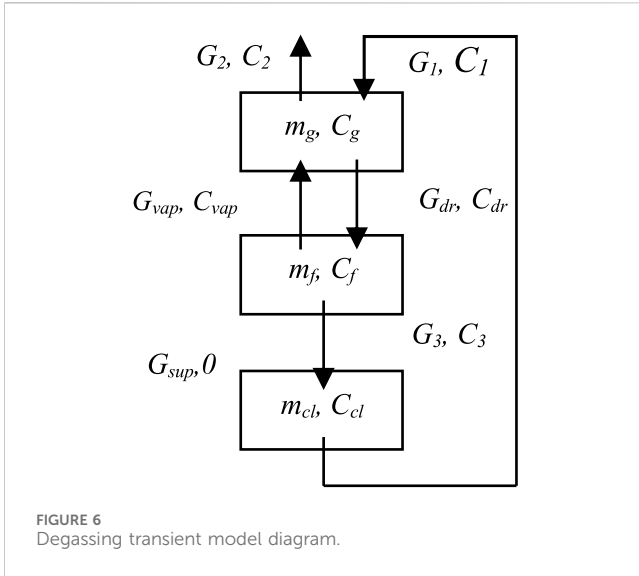 G2, C2
G1, C1
mg, Cg
Gvap, Cvap
Gdr, Cdr
mf, Cf
G3, C3
Gsup,0
mcl, Ccl
FIGURE 6
Degassing transient model diagram.